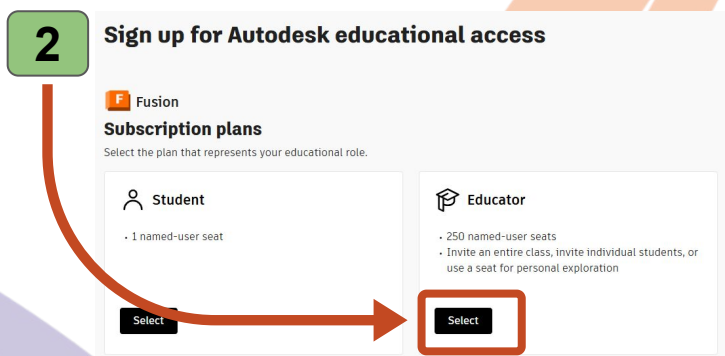 2
Sign up for Autodesk educational access
F Fusion
Subscription plans
Select the plan that represents your educational role.
Student
• 1 named-user seat
Select
Educator
• 250 named-user seats
• Invite an entire class, invite individual students, or
use a seat for personal exploration
Select